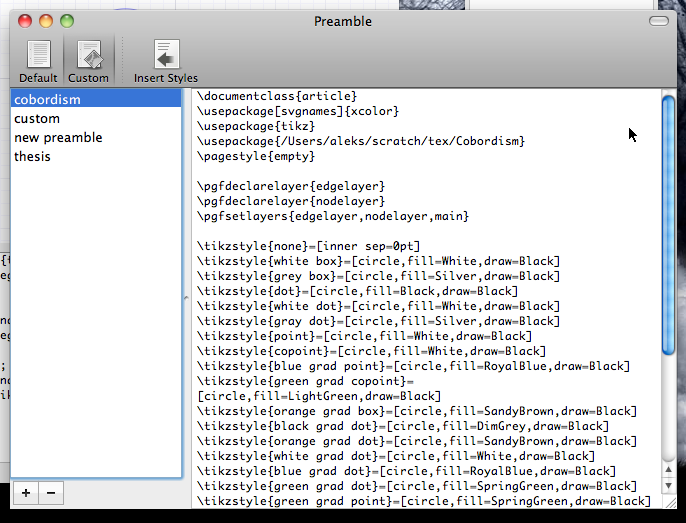 Preamble
Default Custom Insert Styles
cobordism
custom
new preamble
thesis
\documentclass{article}
\usepackage[svgnames]{xcolor}
\usepackage{tikz}
\usepackage{/Users/aleks/scratch/tex/Cobordism}
\pagestyle{empty}
\pgfdeclarelayer{edgelayer}
\pgfdeclarelayer{nodelayer}
\pgfsetlayers{edgelayer,nodelayer,main}
\tikzstyle{none}=[inner sep=0pt]
\tikzstyle{white box}=[circle,fill=White,draw=Black]
\tikzstyle{grey box}=[circle,fill=Silver,draw=Black]
\tikzstyle{dot}=[circle,fill=Black,draw=Black]
\tikzstyle{white dot}=[circle,fill=White,draw=Black]
\tikzstyle{gray dot}=[circle,fill=Silver,draw=Black]
\tikzstyle{point}=[circle,fill=White,draw=Black]
\tikzstyle{copoint}=[circle,fill=White,draw=Black]
\tikzstyle{blue grad point}=[circle,fill=RoyalBlue,draw=Black]
\tikzstyle{green grad copoint}=
[circle,fill=LightGreen,draw=Black]
\tikzstyle{orange grad box}=[circle,fill=SandyBrown,draw=Black]
\tikzstyle{black grad dot}=[circle,fill=DimGrey,draw=Black]
\tikzstyle{orange grad dot}=[circle,fill=SandyBrown,draw=Black]
\tikzstyle{white grad dot}=[circle,fill=White,draw=Black]
\tikzstyle{blue grad dot}=[circle,fill=RoyalBlue,draw=Black]
\tikzstyle{green grad dot}=[circle,fill=SpringGreen,draw=Black]
\tikzstyle{green grad point}=[circle,fill=SpringGreen,draw=Black]